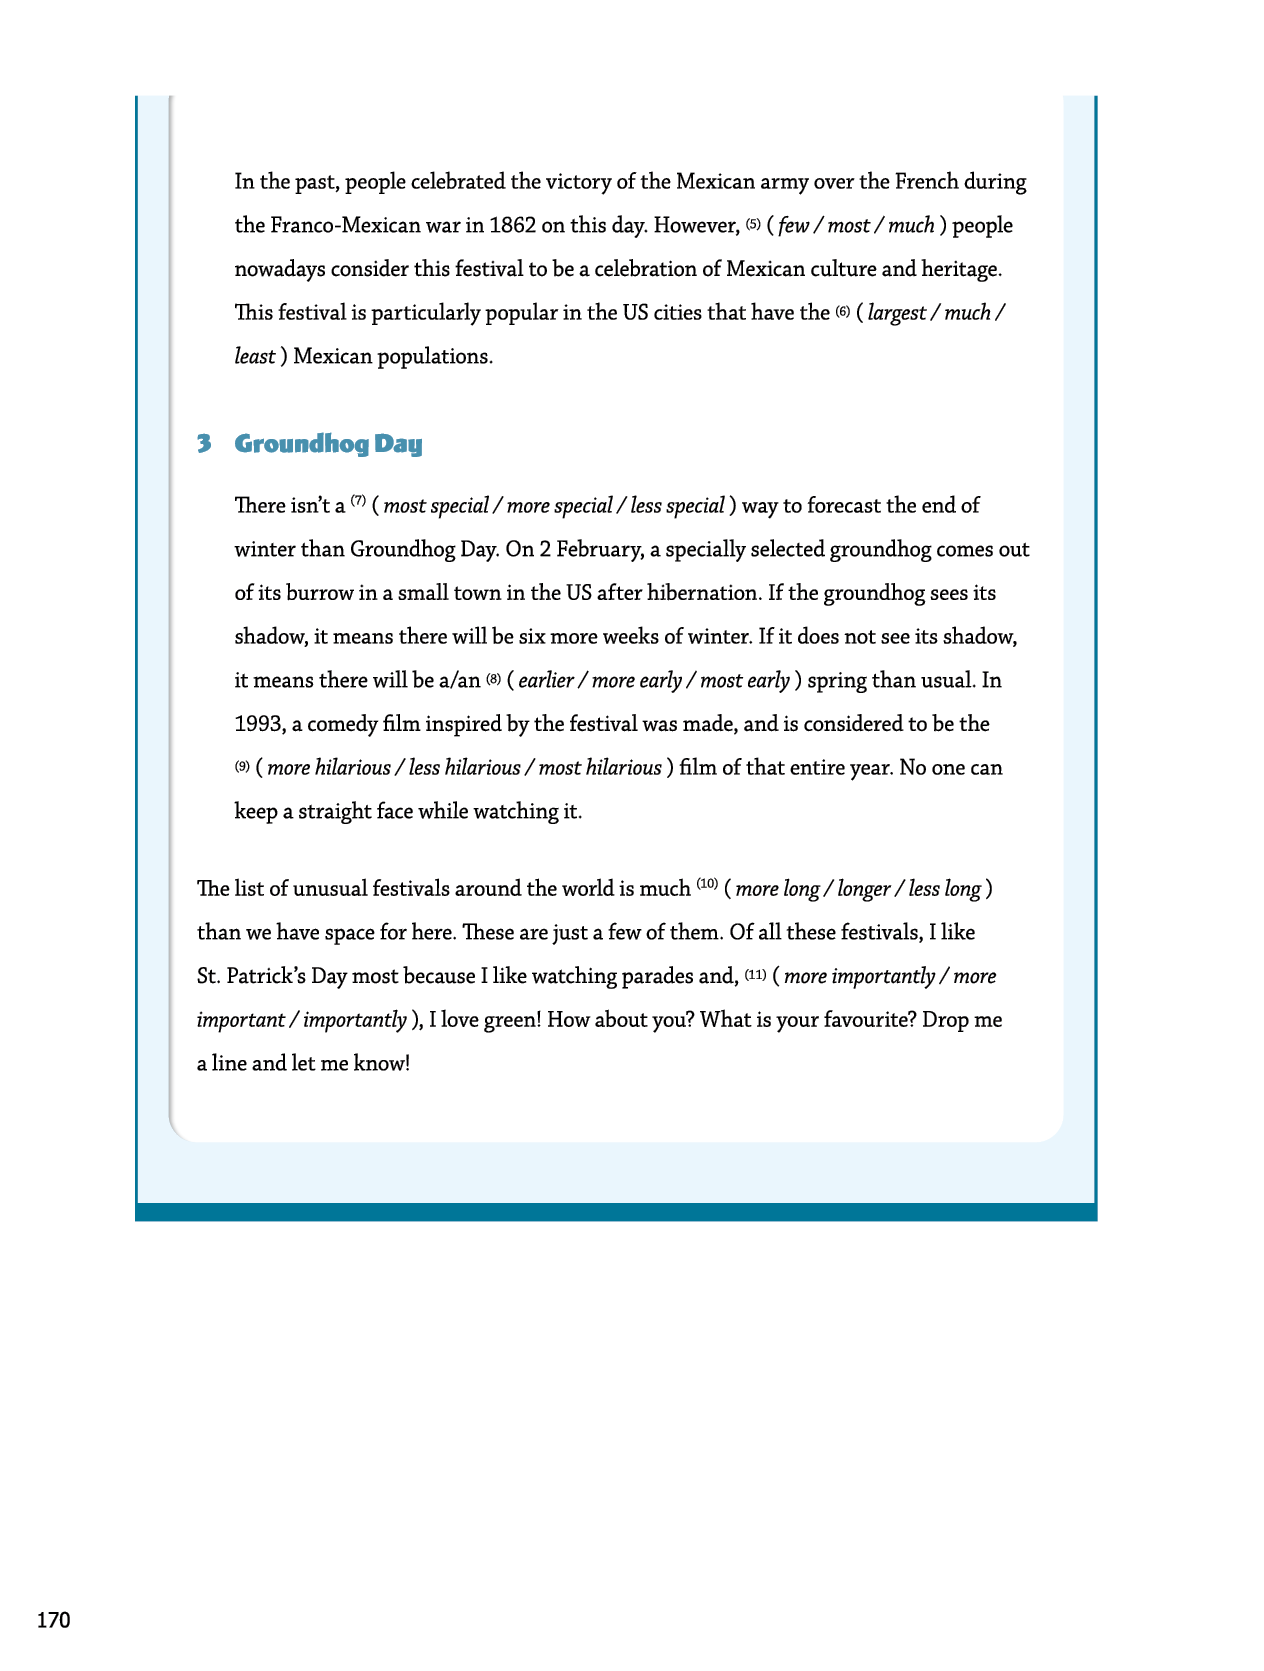 In the past, people celebrated the victory of the Mexican army over the French during
the Franco-Mexican war in 1862 on this day. However, (5) ( few / most / much ) people
nowadays consider this festival to be a celebration of Mexican culture and heritage.
This festival is particularly popular in the US cities that have the (6) ( largest / much /
least ) Mexican populations.
3 Groundhog Day
There isn’t a (7) ( most special / more special / less special ) way to forecast the end of
winter than Groundhog Day. On 2 February, a specially selected groundhog comes out
of its burrow in a small town in the US after hibernation. If the groundhog sees its
shadow, it means there will be six more weeks of winter. If it does not see its shadow,
it means there will be a/an (8) ( earlier / more early / most early ) spring than usual. In
1993, a comedy film inspired by the festival was made, and is considered to be the
(9) ( more hilarious / less hilarious / most hilarious ) film of that entire year. No one can
keep a straight face while watching it.
The list of unusual festivals around the world is much (10) ( more long / longer / less long )
than we have space for here. These are just a few of them. Of all these festivals, I like
St. Patrick’s Day most because I like watching parades and, (11) ( more importantly / more
important / importantly ), I love green! How about you? What is your favourite? Drop me
a line and let me know!
170